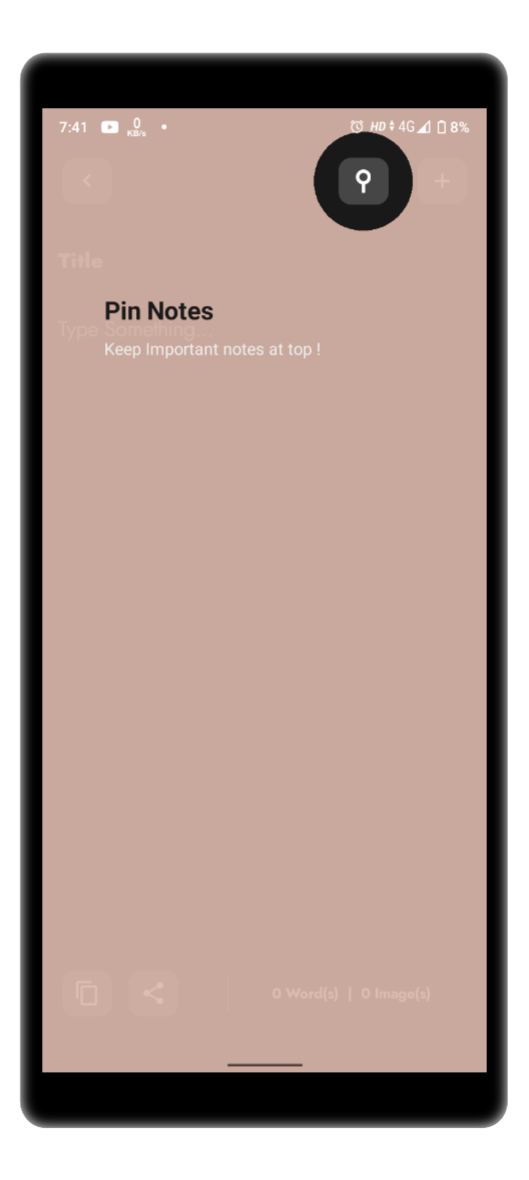 7:41 0 KB/s HD 4G 8%
Title
Pin Notes
Type Something...
Keep Important notes at top !
0 Word(s) | 0 Image(s)